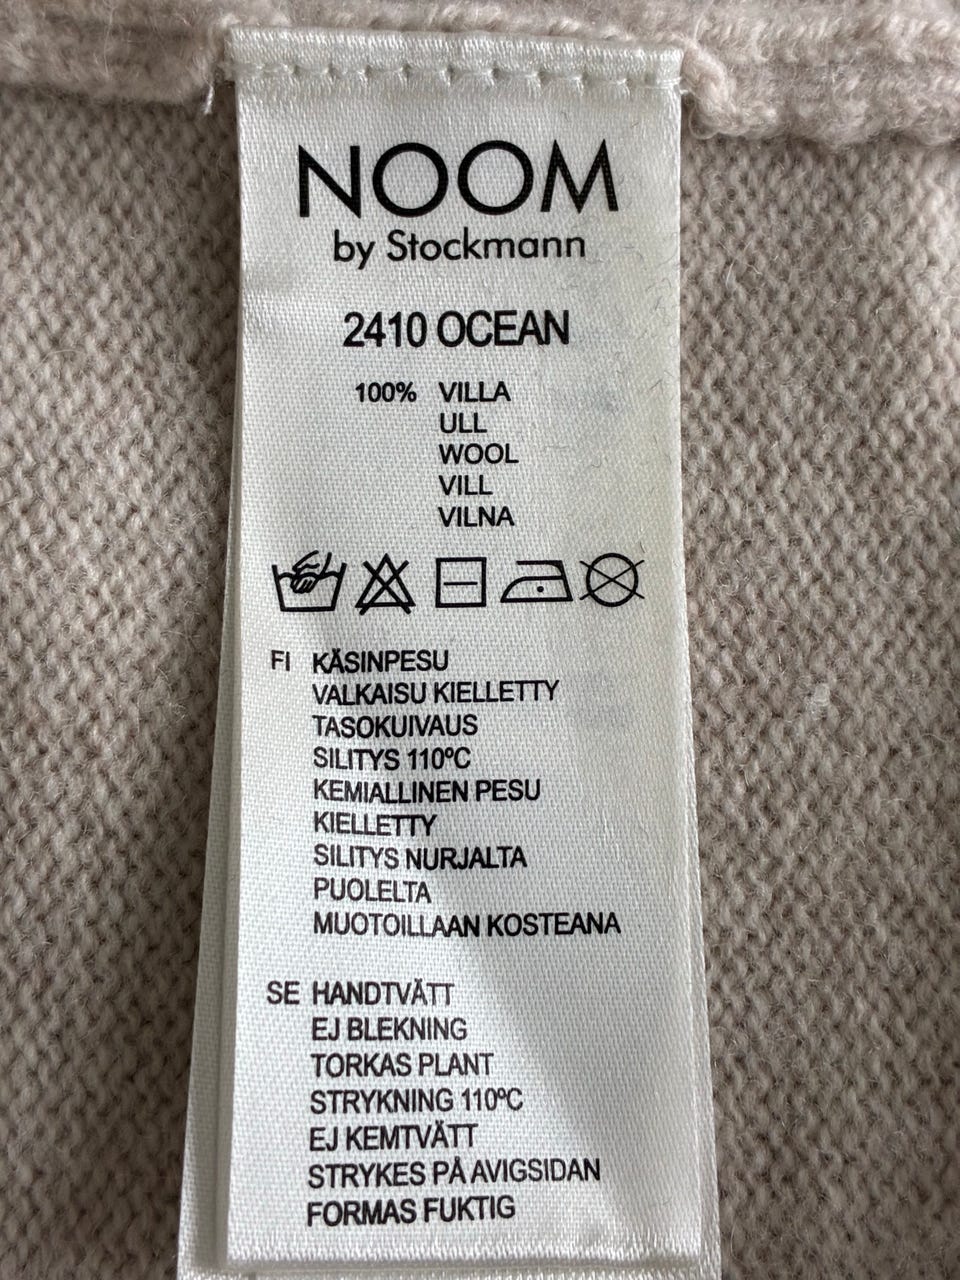 NOOM
by Stockmann
2410 OCEAN
100% VILLA
ULL
WOOL
VILL
VILNA
FI KÄSINPESU
VALKAISU KIELLETTY
TASOKUIVAUS
SILITYS 110ºC
KEMIALLINEN PESU
KIELLETTY
SILITYS NURJALTA
PUOLELTA
MUOTOILLAAN KOSTEANA
SE HANDTVÄTT
EJ BLEKNING
TORKAS PLANT
STRYKNING 110ºC
EJ KEMTVÄTT
STRYKES PÅ AVIGSIDAN
FORMAS FUKTIG